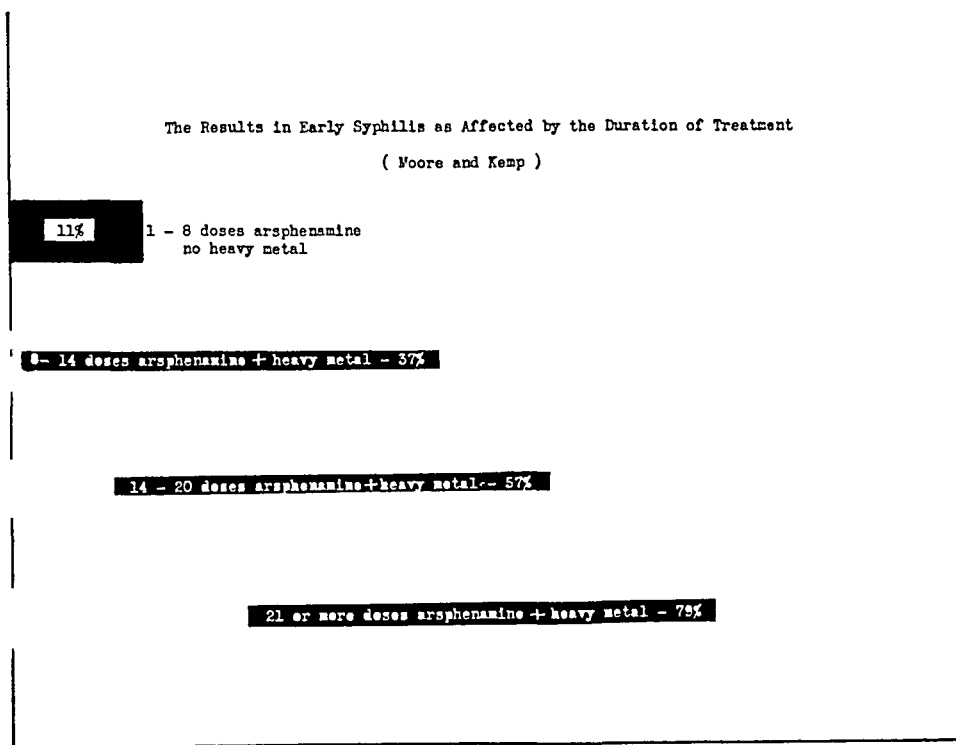 The Results in Early Syphilis as Affected by the Duration of Treatment
( Moore and Kemp )
11%
1 - 8 doses arsphenamine
no heavy metal
8- 14 doses arsphenamine + heavy metal - 37%
14 - 20 doses arsphenamine+heavy metal-- 57%
21 or more doses arsphenamine + heavy metal - 79%